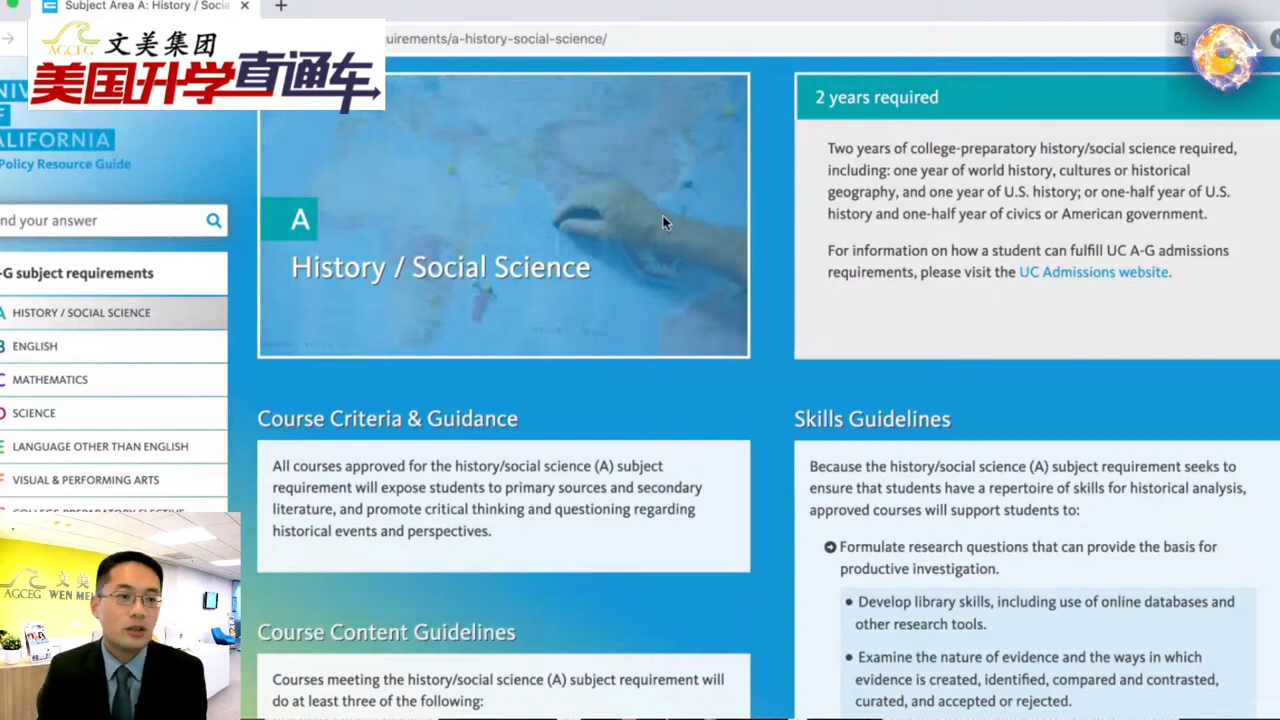 Subject Area A: History / Socia
urirements/a-history-social-science/
AGCEG 文美集团
美国升学直通车
UNIV
OF
CALIFORNIA
Policy Resource Guide
nd your answer
-G subject requirements
A HISTORY / SOCIAL SCIENCE
B ENGLISH
C MATHEMATICS
D SCIENCE
E LANGUAGE OTHER THAN ENGLISH
F VISUAL & PERFORMING ARTS
A
History / Social Science
2 years required
Two years of college-preparatory history/social science required,
including: one year of world history, cultures or historical
geography, and one year of U.S. history; or one-half year of U.S.
history and one-half year of civics or American government.
For information on how a student can fulfill UC A-G admissions
requirements, please visit the UC Admissions website.
Course Criteria & Guidance
All courses approved for the history/social science (A) subject
requirement will expose students to primary sources and secondary
literature, and promote critical thinking and questioning regarding
historical events and perspectives.
Course Content Guidelines
Courses meeting the history/social science (A) subject requirement will
do at least three of the following:
Skills Guidelines
Because the history/social science (A) subject requirement seeks to
ensure that students have a repertoire of skills for historical analysis,
approved courses will support students to:
Formulate research questions that can provide the basis for
productive investigation.
• Develop library skills, including use of online databases and
other research tools.
• Examine the nature of evidence and the ways in which
evidence is created, identified, compared and contrasted,
curated, and accepted or rejected.
文美
AGCEG WEN MEI